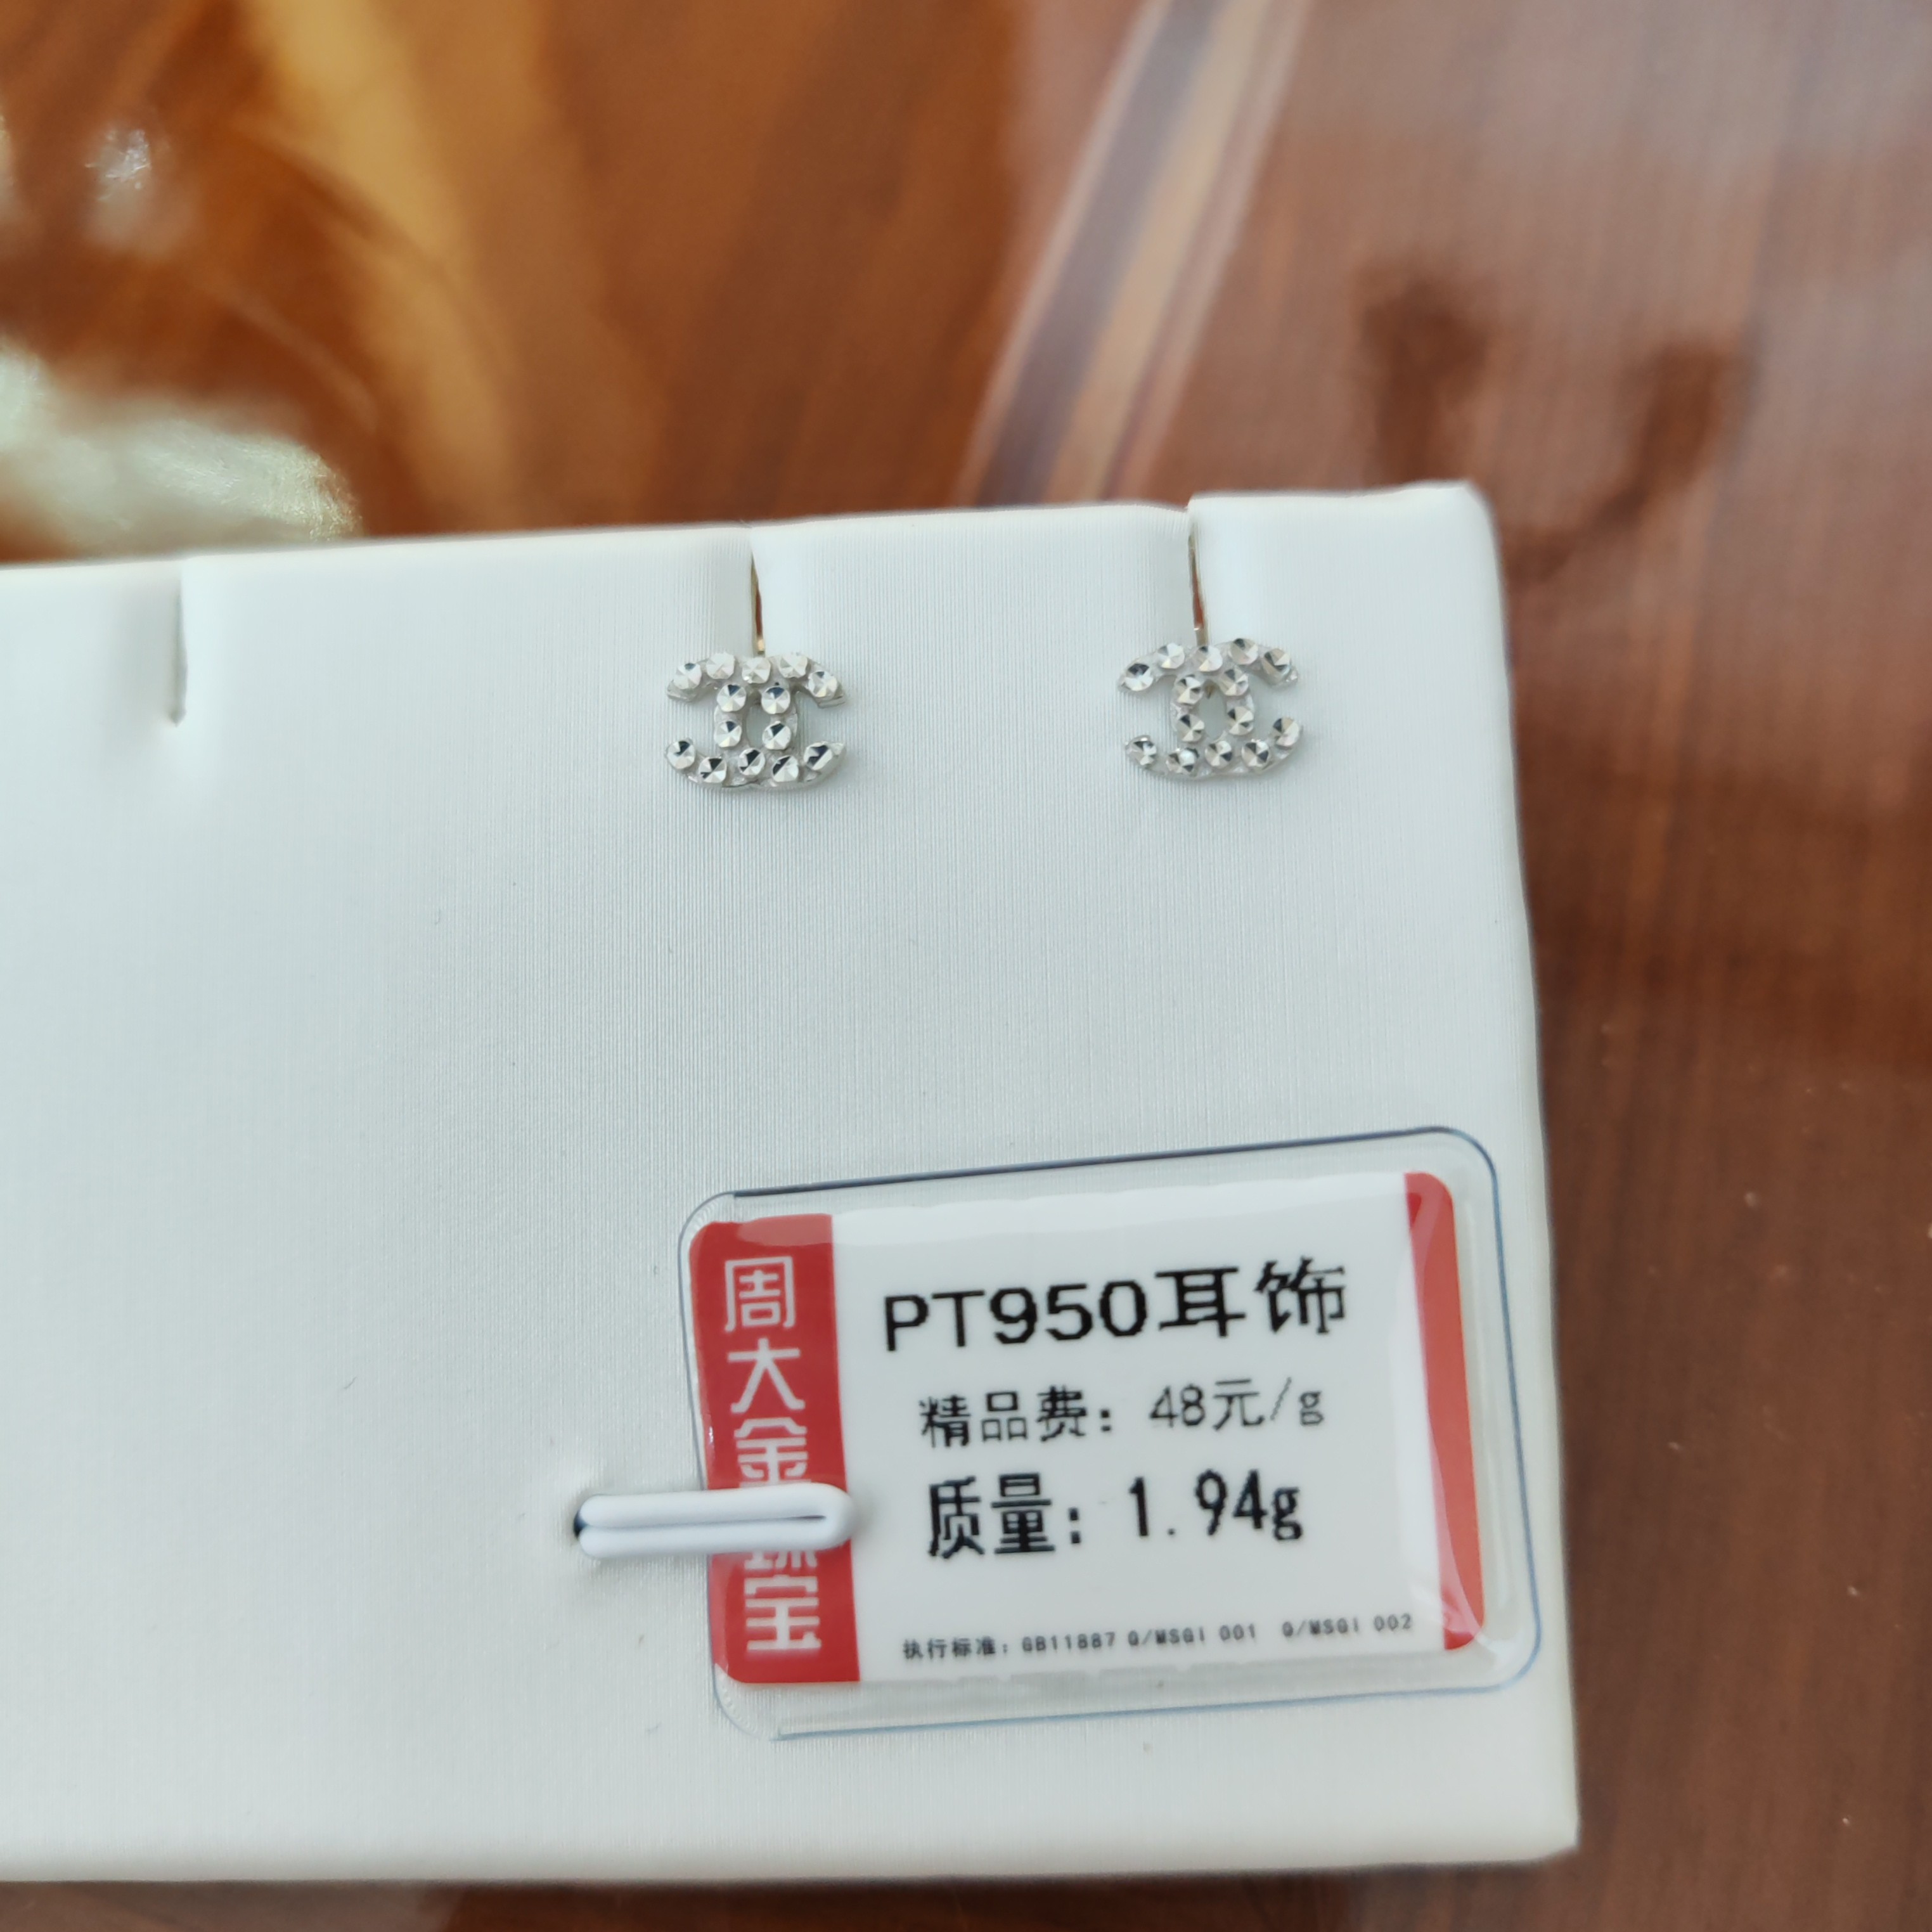 周大金珠宝
PT950耳饰
精品费：48元/g
质量：1.94g
执行标准：GB11887 Q/MSGI 001 Q/MSGI 002